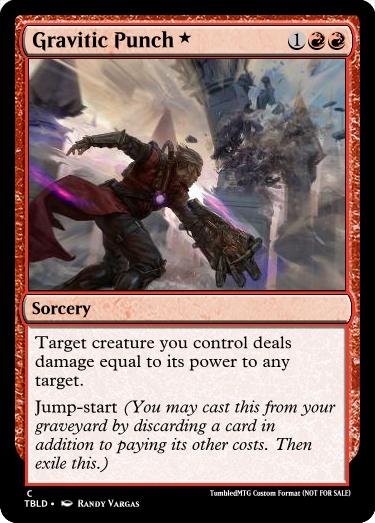 Gravitic Punch ★ 1
Sorcery
Target creature you control deals
damage equal to its power to any
target.
Jump-start (You may cast this from your
graveyard by discarding a card in
addition to paying its other costs. Then
exile this.)
C
TBLD • RANDY VARGAS
TumbledMTG Custom Format (NOT FOR SALE)